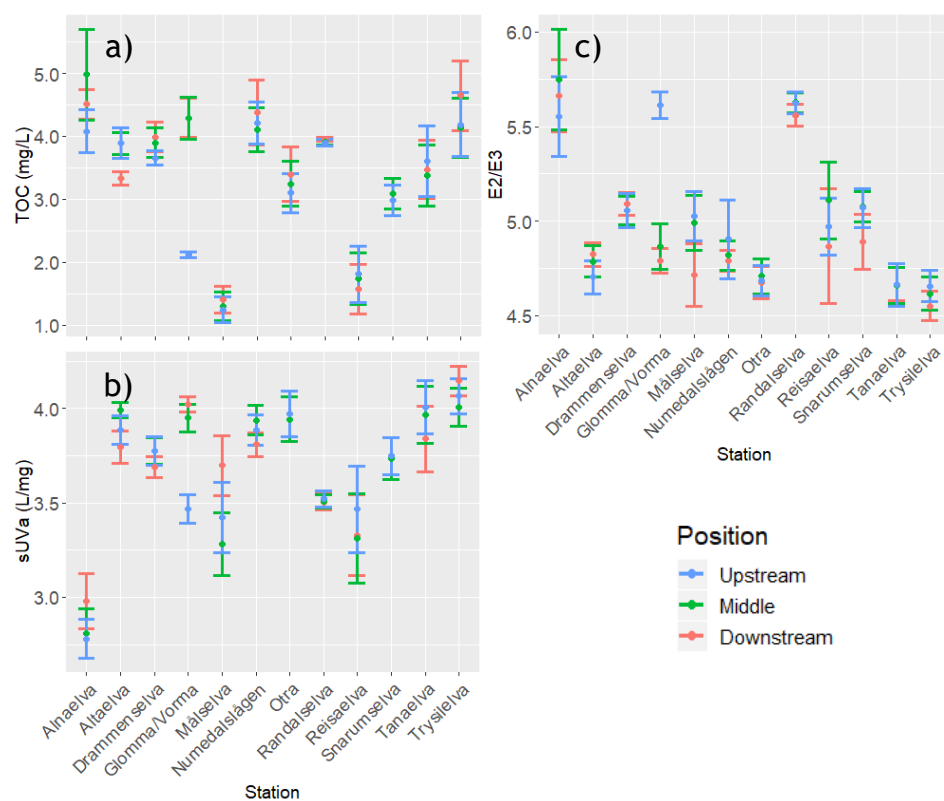 a)
TOC (mg/L)
5.0
4.0
3.0
2.0
1.0
b)
sUVa (L/mg)
4.0
3.5
3.0
Alnaelva
Altaelva
Drammenselva
Glomma/Vorma
Målselva
Numedalslågen
Otra
Randalselva
Reisaelva
Snarumselva
Tanaelva
Trysilelva
Station
c)
E2/E3
6.0
5.5
5.0
4.5
Alnaelva
Altaelva
Drammenselva
Glomma/Vorma
Målselva
Numedalslågen
Otra
Randalselva
Reisaelva
Snarumselva
Tanaelva
Trysilelva
Station
Position
Upstream
Middle
Downstream